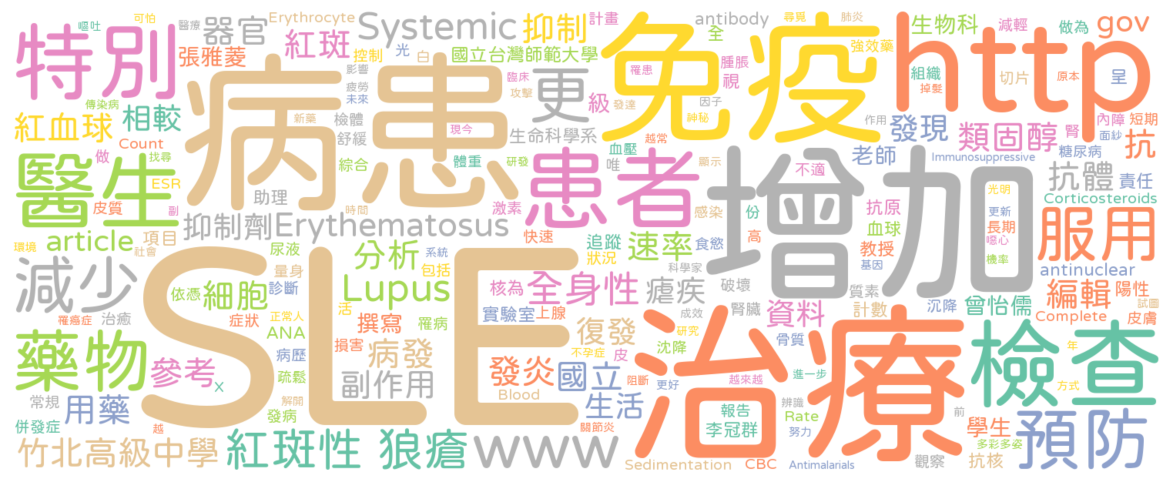 SLE
治療
增加
免疫
http
病患
患者
醫生
特別
檢查
藥物
服用
減少
預防
www
更
紅斑性 狼瘡
Lupus
Systemic
Erythematosus
抑制劑
抑制
器官
紅斑
張雅菱
Erythrocyte
嘔吐
醫療
可怕
計畫
antibody
尋覓
肺炎
全
強效藥
生物科
減輕
做為
gov
控制
光
白
國立台灣師範大學
影響
疲勞
未來
臨床
攻擊
罹患
腫脹
視
組織
切片
原本
掉髮
呈
傳染病
紅血球
相較
新藥
檢體
舒緩
現今
級
發達
因子
神秘
生命科學系
越常
作用
發現
類固醇
內障
面紗
腎
短期
抗
Count
做
找尋
綜合
體重
研發
血壓
唯
顯示
老師
Immunosuppressive
糖尿病
ESR
皮質
副
助理
時間
激素
感染
不適
份
抗原
血球
光明
更新
長期
抗體
責任
Corticosteroids
環境
article
項目
社會
尿液
系統
快速
追蹤
狀況
速率
食慾
高
科學家
教授
基因
噁心
機率
antinuclear
分析
量身
診斷
包括
核為
全身性
瘧疾
破壞
腎臟
質素
沉降
曾怡儒
編輯
陽性
皮膚
試圖
依憑
細胞
正常人
活
實驗室
上腺
成效
資料
計數
Complete
罹癌症
治癒
症狀
ANA
撰寫
罹病
復發
沈降
研究
骨質
年
參考
病歷
損害
病發
不孕症
皮
X
疏鬆
副作用
發炎
國立
阻斷
更好
越來越
進一步
方式
常規
用藥
解開
發病
Blood
生活
報告
辨識
前
併發症
越
關節炎
李冠群
Rate
努力
學生
多彩多姿
竹北高級中學
Sedimentation
CBC
Antimalarials
觀察
抗核